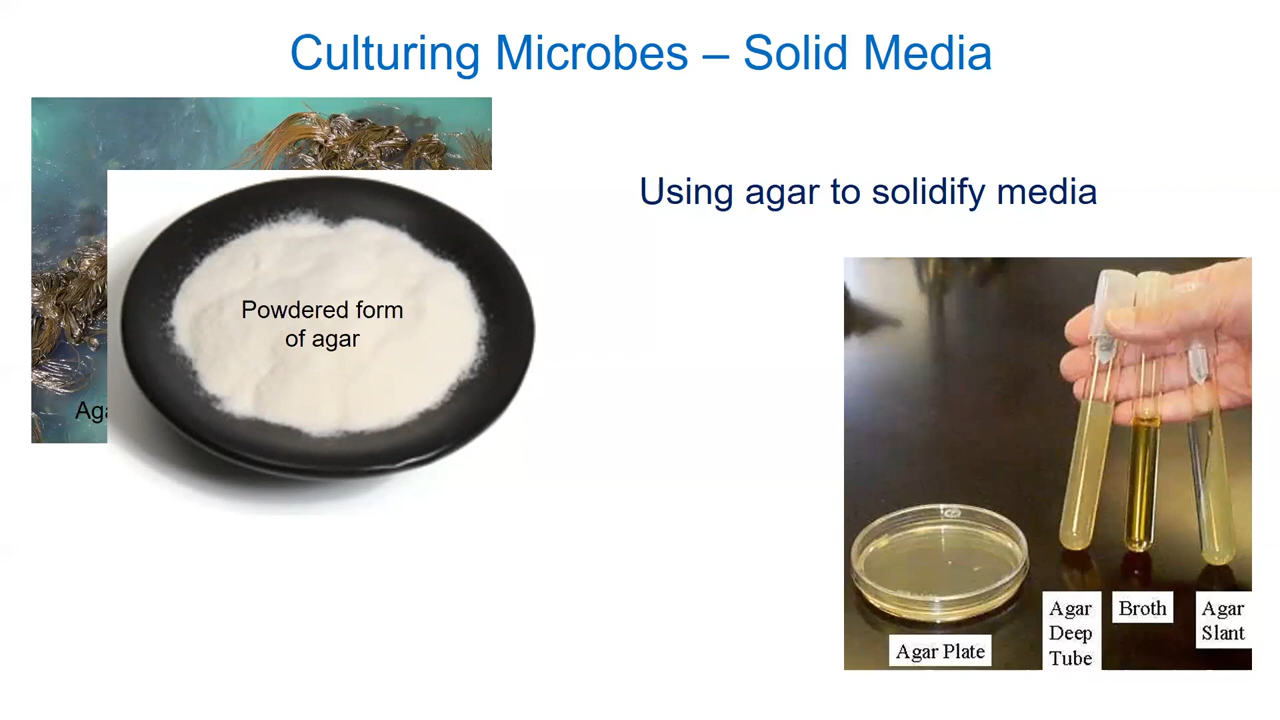 Culturing Microbes – Solid Media
Using agar to solidify media
Powdered form
of agar
Aga
Agar Plate
Agar
Deep
Tube
Broth
Agar
Slant